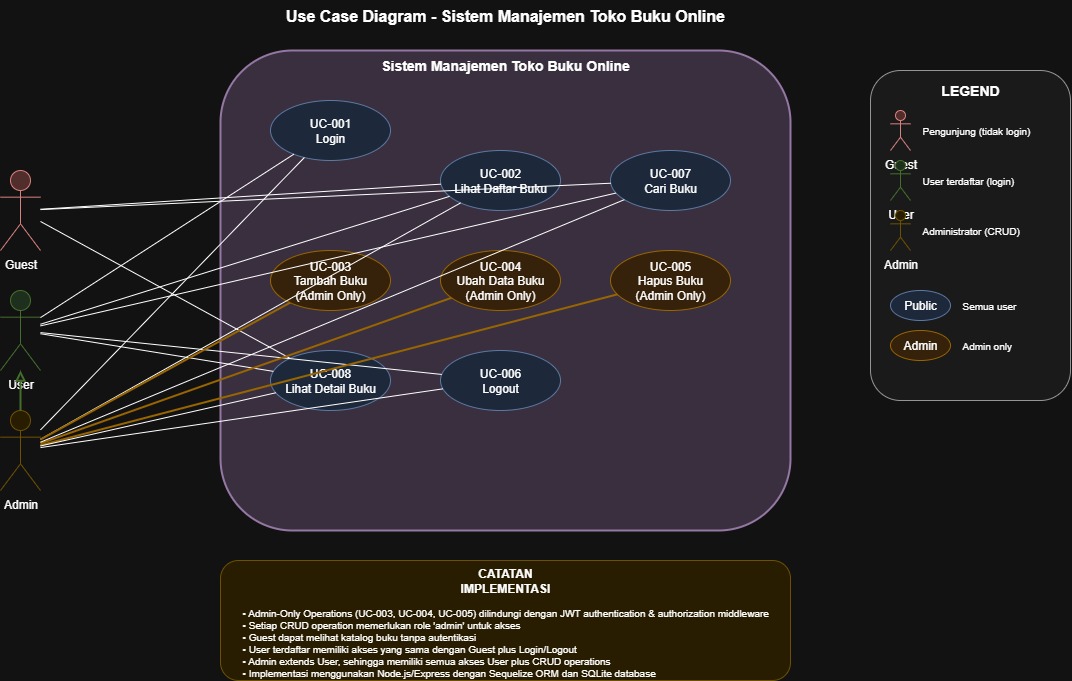 Use Case Diagram - Sistem Manajemen Toko Buku Online
Sistem Manajemen Toko Buku Online
UC-001
Login
UC-002
Lihat Daftar Buku
UC-007
Cari Buku
Guest
UC-003
Tambah Buku
(Admin Only)
UC-004
Ubah Data Buku
(Admin Only)
UC-005
Hapus Buku
(Admin Only)
User
UC-008
Lihat Detail Buku
UC-006
Logout
Admin
LEGEND
Pengunjung (tidak login)
Guest
User terdaftar (login)
User
Administrator (CRUD)
Admin
Public
Semua user
Admin
Admin only
CATATAN
IMPLEMENTASI
• Admin-Only Operations (UC-003, UC-004, UC-005) dilindungi dengan JWT authentication & authorization middleware
• Setiap CRUD operation memerlukan role 'admin' untuk akses
• Guest dapat melihat katalog buku tanpa autentikasi
• User terdaftar memiliki akses yang sama dengan Guest plus Login/Logout
• Admin extends User, sehingga memiliki semua akses User plus CRUD operations
• Implementasi menggunakan Node.js/Express dengan Sequelize ORM dan SQLite database